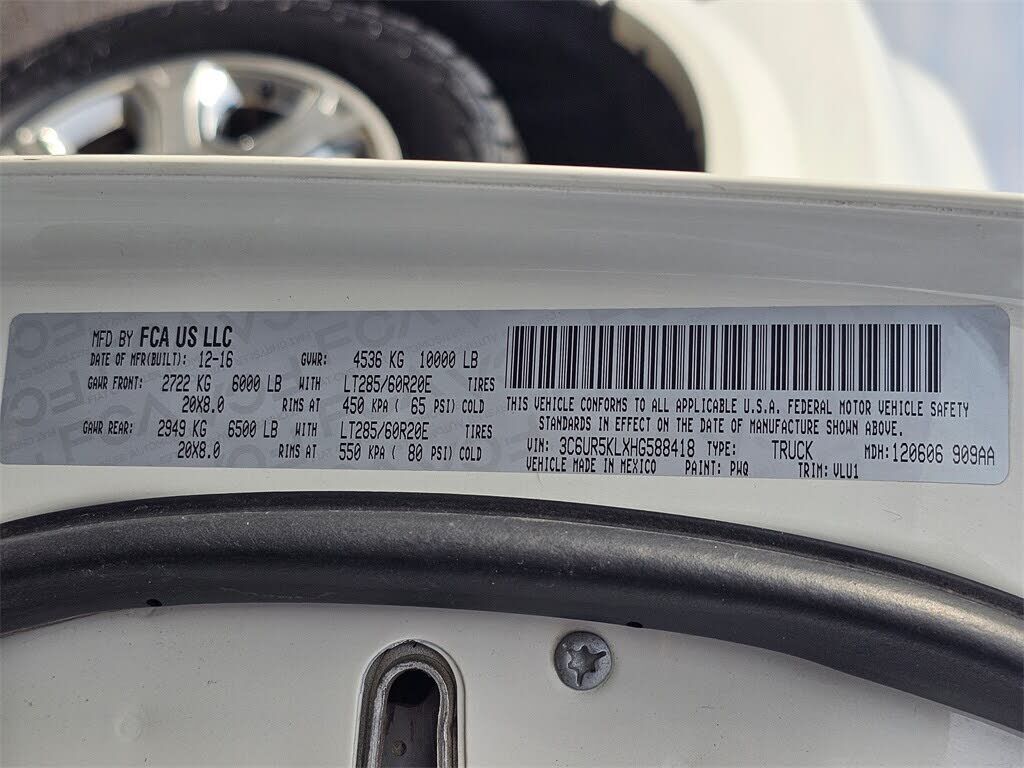 MFD BY FCA US LLC
DATE OF MFR(BUILT): 12-16 GVWR: 4536 KG 10000 LB
GAWR FRONT: 2722 KG 6000 LB WITH LT285/60R20E TIRES
20X8.0 RIMS AT 450 KPA ( 65 PSI) COLD
GAWR REAR: 2949 KG 6500 LB WITH LT285/60R20E TIRES
20X8.0 RIMS AT 550 KPA ( 80 PSI) COLD
THIS VEHICLE CONFORMS TO ALL APPLICABLE U.S.A. FEDERAL MOTOR VEHICLE SAFETY
STANDARDS IN EFFECT ON THE DATE OF MANUFACTURE SHOWN ABOVE.
VIN: 3C6UR5KLXHG588418 TYPE: TRUCK MDH:120606 909AA
VEHICLE MADE IN MEXICO PAINT: PWQ TRIM: VLU1